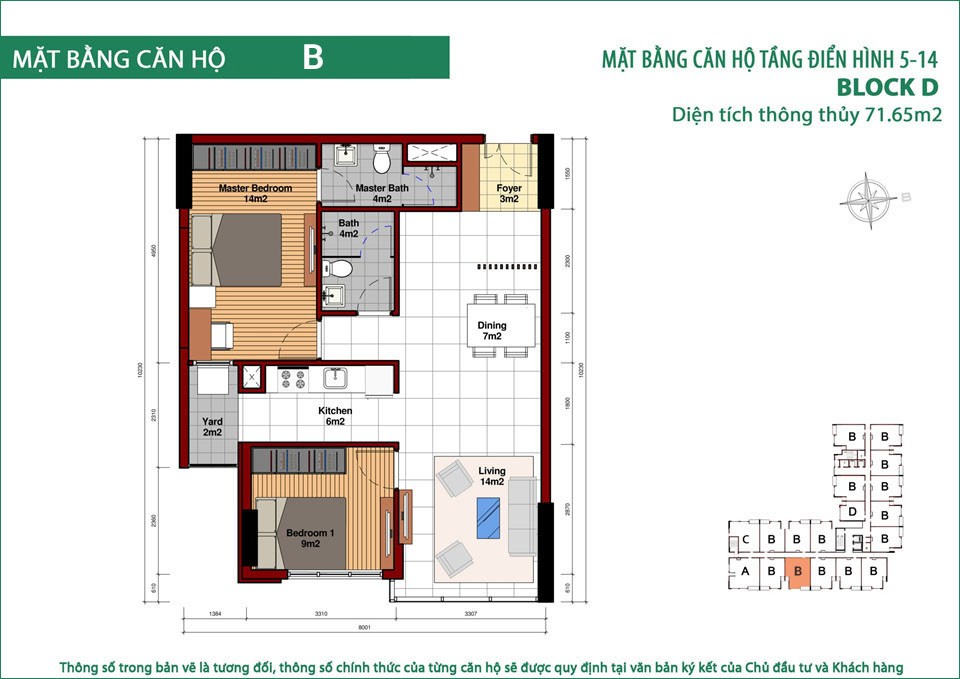 MẶT BẰNG CĂN HỘ B
MẶT BẰNG CĂN HỘ TẦNG ĐIỂN HÌNH 5-14
BLOCK D
Diện tích thông thủy 71.65m2
Master Bedroom
14m2
Master Bath
4m2
Foyer
3m2
Bath
4m2
Dining
7m2
Kitchen
6m2
Yard
2m2
Living
14m2
Bedroom 1
9m2
4950
10230
2310
2360
610
1550
2300
1100
10230
1800
2870
610
1384 3310 3307
8001
B B
B
B B
D B
B
C B B B
A B B B B B
Thông số trong bản vẽ là tương đối, thông số chính thức của từng căn hộ sẽ được quy định tại văn bản ký kết của Chủ đầu tư và Khách hàng